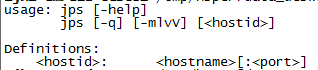 usage: jps [-help]
       jps [-q] [-mlvV] [<hostid>]
Definitions:
    <hostid>:      <hostname>[:<port>]